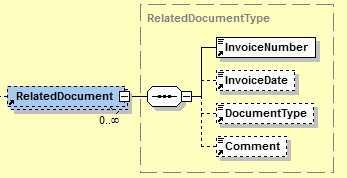 RelatedDocumentType
InvoiceNumber
InvoiceDate
RelatedDocument
DocumentType
0..∞
Comment